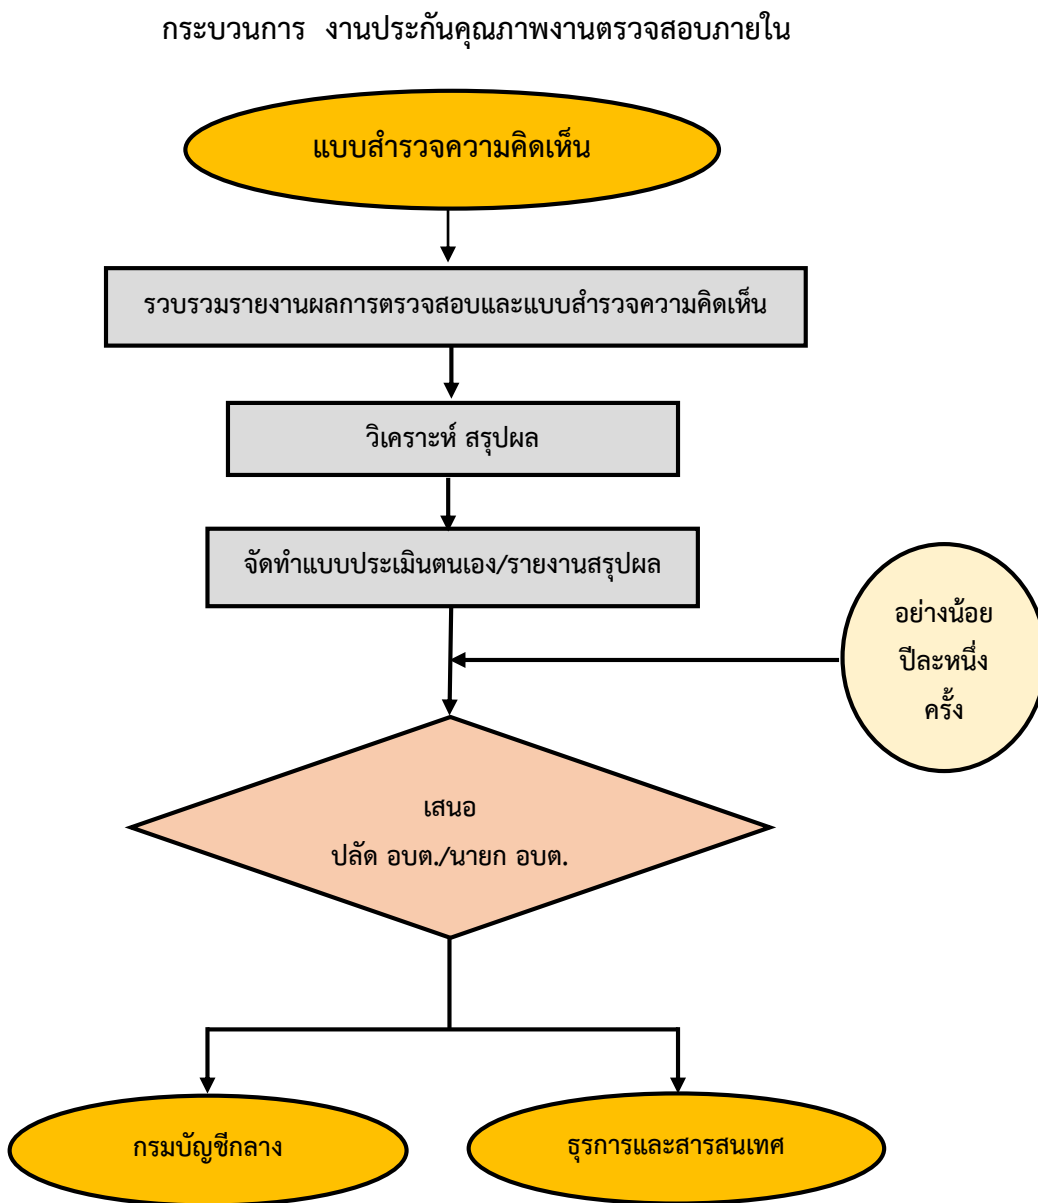 กระบวนการ งานประกันคุณภาพงานตรวจสอบภายใน
แบบสำรวจความคิดเห็น
รวบรวมรายงานผลการตรวจสอบและแบบสำรวจความคิดเห็น
วิเคราะห์ สรุปผล
จัดทำแบบประเมินตนเอง/รายงานสรุปผล
อย่างน้อย
ปีละหนึ่ง
ครั้ง
เสนอ
ปลัด อบต./นายก อบต.
กรมบัญชีกลาง
ธุรการและสารสนเทศ